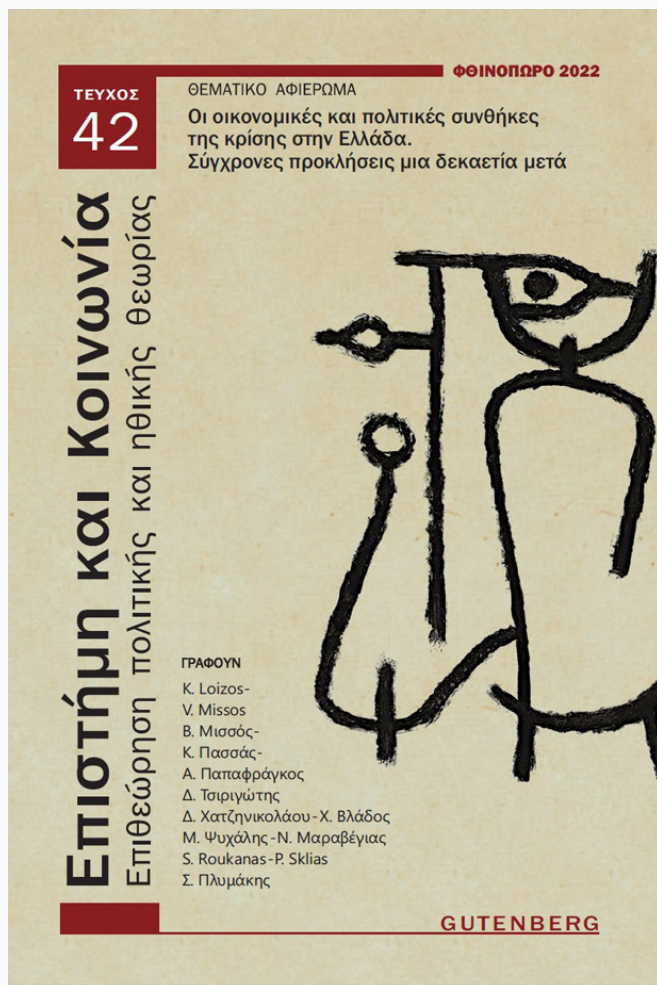 ΦΘΙΝΟΠΩΡΟ 2022
ΤΕΥΧΟΣ
42
ΘΕΜΑΤΙΚΟ ΑΦΙΕΡΩΜΑ
Οι οικονομικές και πολιτικές συνθήκες
της κρίσης στην Ελλάδα.
Σύγχρονες προκλήσεις μια δεκαετία μετά
Επιστήμη και Κοινωνία
Επιθεώρηση πολιτικής και ηθικής θεωρίας
ΓΡΑΦΟΥΝ
K. Loizos-
V. Missos
Β. Μισσός-
Κ. Πασσάς-
Α. Παπαφράγκος
Δ. Τσιριγώτης
Δ. Χατζηνικολάου-Χ. Βλάδος
Μ. Ψυχάλης-Ν. Μαραβέγιας
S. Roukanas-P. Sklias
Σ. Πλυμάκης
GUTENBERG